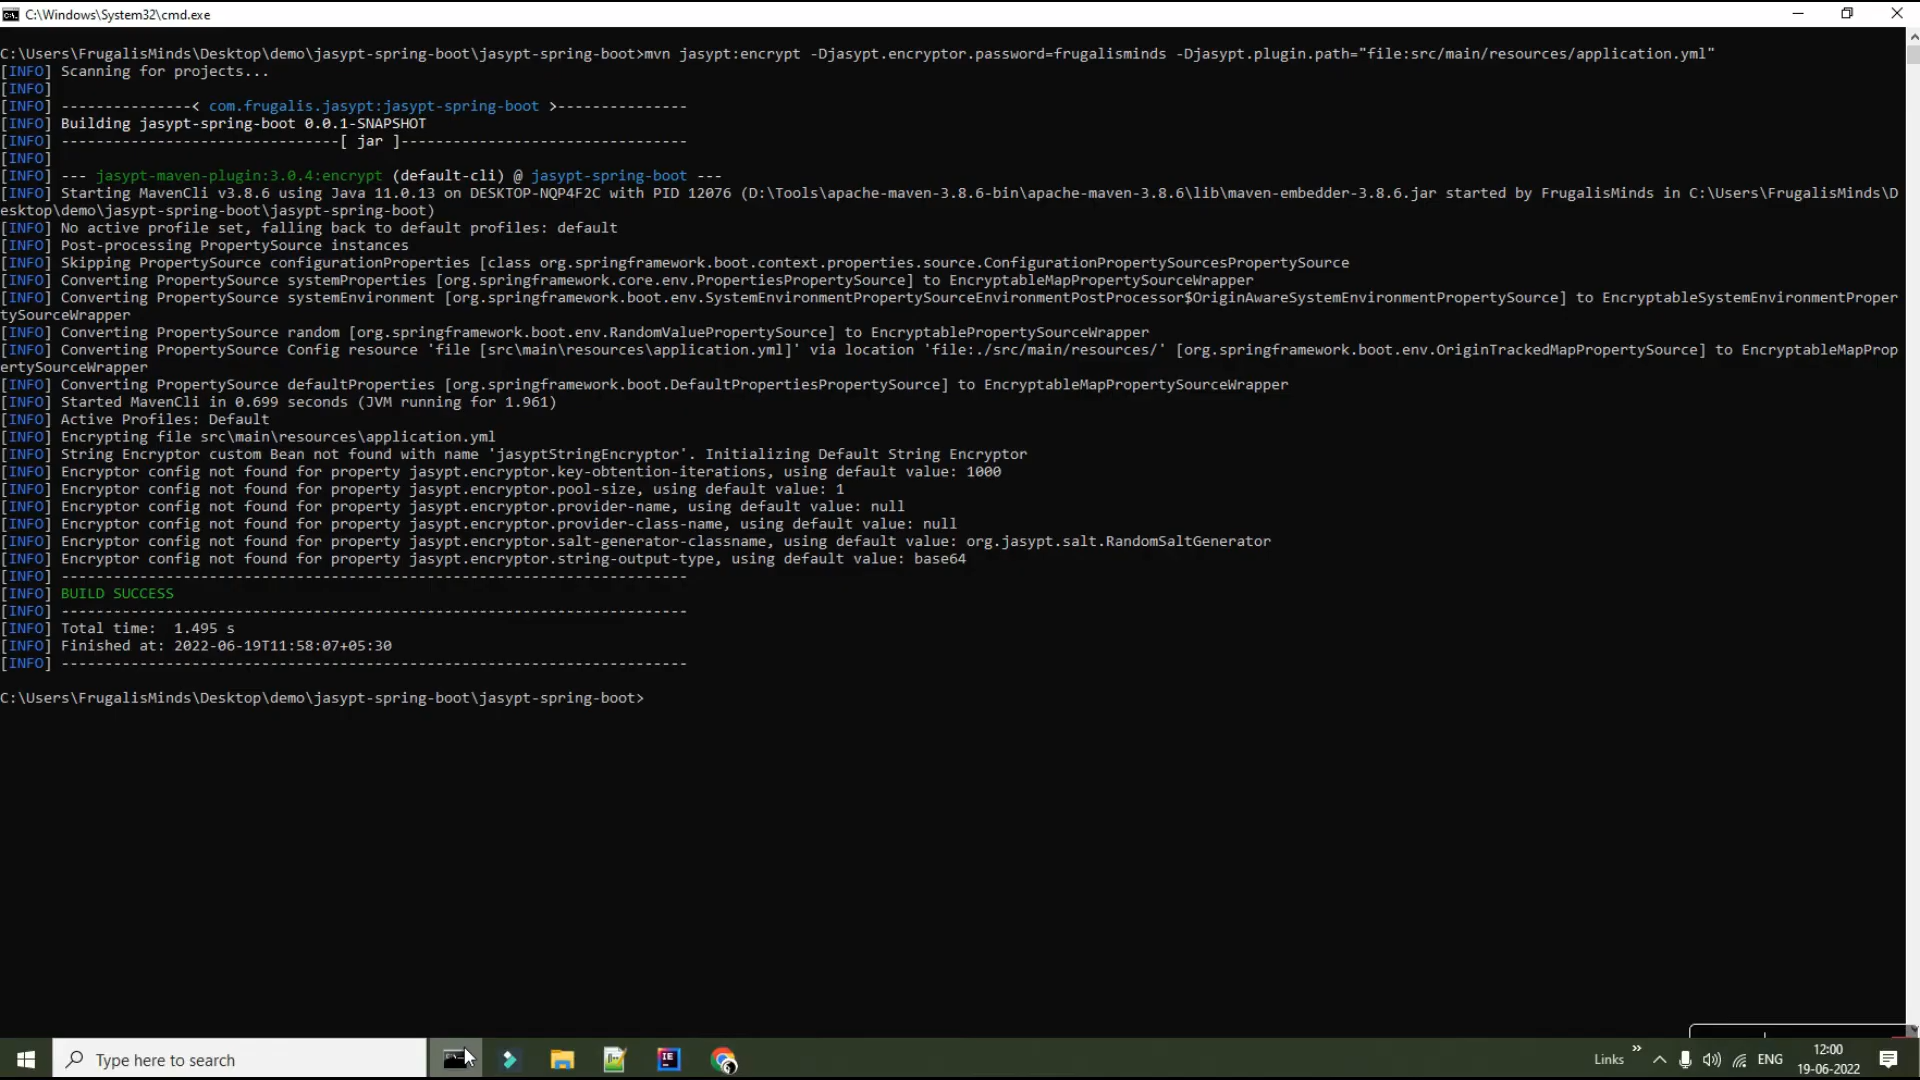 C:\Windows\System32\cmd.exe
C:\Users\FrugalisMinds\Desktop\demo\jasypt-spring-boot\jasypt-spring-boot>mvn jasypt:encrypt -Djasypt.encryptor.password=frugalisminds -Djasypt.plugin.path="file:src/main/resources/application.yml"
[INFO] Scanning for projects...
[INFO]
[INFO] ---------------< com.frugalis.jasypt:jasypt-spring-boot >---------------
[INFO] Building jasypt-spring-boot 0.0.1-SNAPSHOT
[INFO] --------------------------------[ jar ]---------------------------------
[INFO]
[INFO] --- jasypt-maven-plugin:3.0.4:encrypt (default-cli) @ jasypt-spring-boot ---
[INFO] Starting MavenCli v3.8.6 using Java 11.0.13 on DESKTOP-NQP4F2C with PID 12076 (D:\Tools\apache-maven-3.8.6-bin\apache-maven-3.8.6\lib\maven-embedder-3.8.6.jar started by FrugalisMinds in C:\Users\FrugalisMinds\D
esktop\demo\jasypt-spring-boot\jasypt-spring-boot)
[INFO] No active profile set, falling back to default profiles: default
[INFO] Post-processing PropertySource instances
[INFO] Skipping PropertySource configurationProperties [class org.springframework.boot.context.properties.source.ConfigurationPropertySourcesPropertySource
[INFO] Converting PropertySource systemProperties [org.springframework.core.env.PropertiesPropertySource] to EncryptableMapPropertySourceWrapper
[INFO] Converting PropertySource systemEnvironment [org.springframework.boot.env.SystemEnvironmentPropertySourceEnvironmentPostProcessor$OriginAwareSystemEnvironmentPropertySource] to EncryptableSystemEnvironmentProper
tySourceWrapper
[INFO] Converting PropertySource random [org.springframework.boot.env.RandomValuePropertySource] to EncryptablePropertySourceWrapper
[INFO] Converting PropertySource Config resource 'file [src\main\resources\application.yml]' via location 'file:./src/main/resources/' [org.springframework.boot.env.OriginTrackedMapPropertySource] to EncryptableMapProp
ertySourceWrapper
[INFO] Converting PropertySource defaultProperties [org.springframework.boot.DefaultPropertiesPropertySource] to EncryptableMapPropertySourceWrapper
[INFO] Started MavenCli in 0.699 seconds (JVM running for 1.961)
[INFO] Active Profiles: Default
[INFO] Encrypting file src\main\resources\application.yml
[INFO] String Encryptor custom Bean not found with name 'jasyptStringEncryptor'. Initializing Default String Encryptor
[INFO] Encryptor config not found for property jasypt.encryptor.key-obtention-iterations, using default value: 1000
[INFO] Encryptor config not found for property jasypt.encryptor.pool-size, using default value: 1
[INFO] Encryptor config not found for property jasypt.encryptor.provider-name, using default value: null
[INFO] Encryptor config not found for property jasypt.encryptor.provider-class-name, using default value: null
[INFO] Encryptor config not found for property jasypt.encryptor.salt-generator-classname, using default value: org.jasypt.salt.RandomSaltGenerator
[INFO] Encryptor config not found for property jasypt.encryptor.string-output-type, using default value: base64
[INFO] ------------------------------------------------------------------------
[INFO] BUILD SUCCESS
[INFO] ------------------------------------------------------------------------
[INFO] Total time:  1.495 s
[INFO] Finished at: 2022-06-19T11:58:07+05:30
[INFO] ------------------------------------------------------------------------
C:\Users\FrugalisMinds\Desktop\demo\jasypt-spring-boot\jasypt-spring-boot>
Type here to search
Links
ENG
12:00
19-06-2022